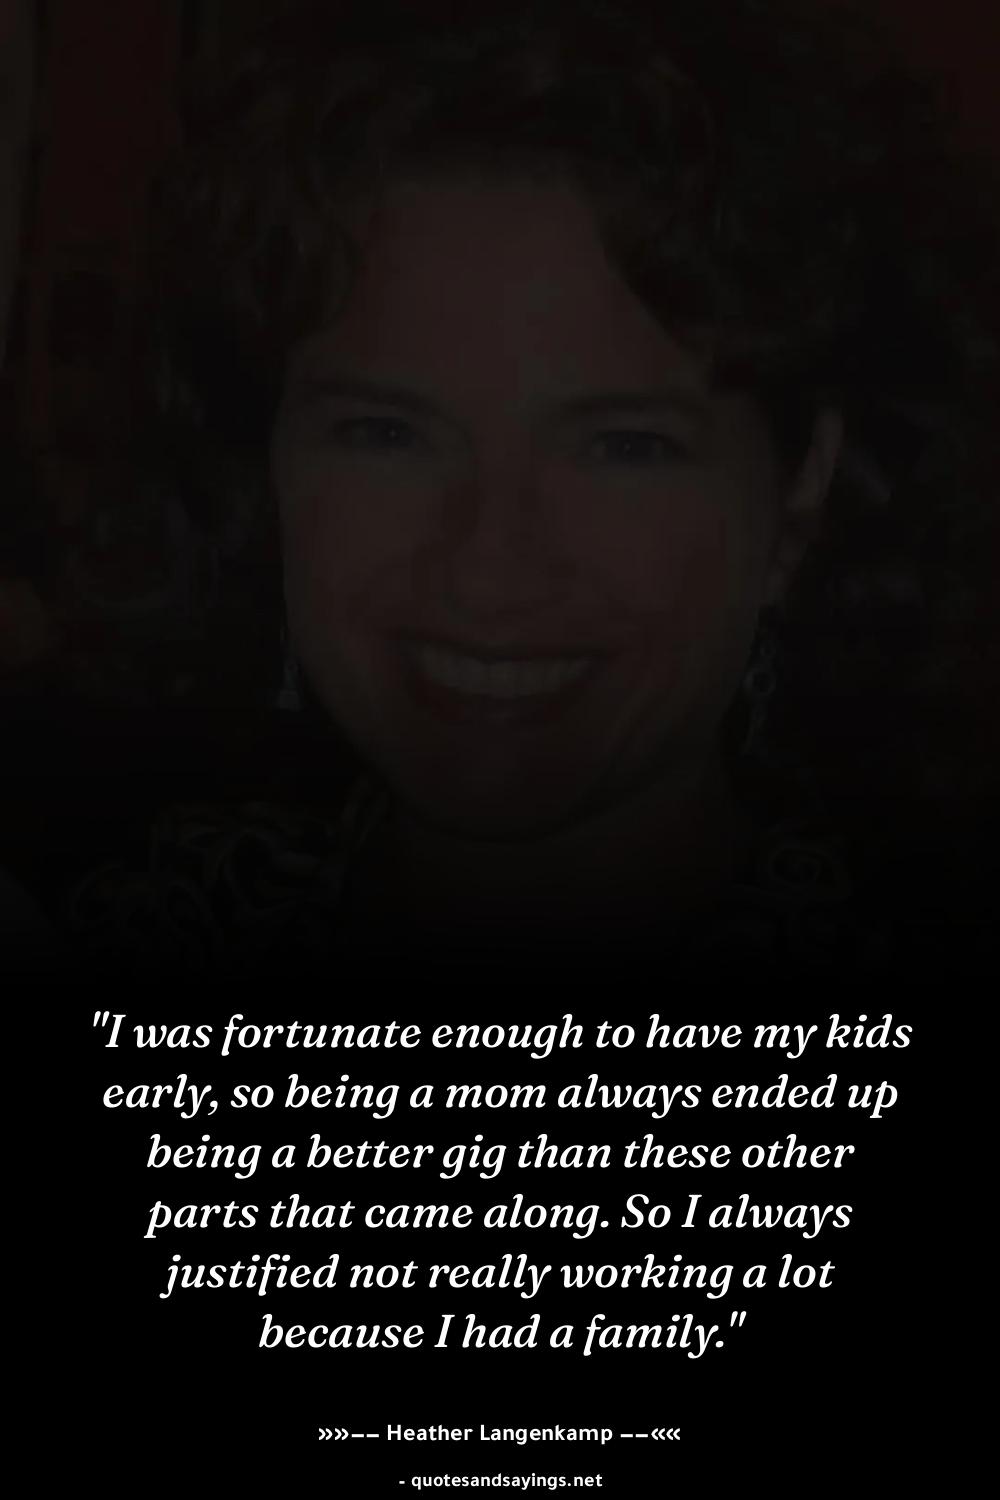 "I was fortunate enough to have my kids
early, so being a mom always ended up
being a better gig than these other
parts that came along. So I always
justified not really working a lot
because I had a family."
»»−− Heather Langenkamp −−««
- quotesandsayings.net